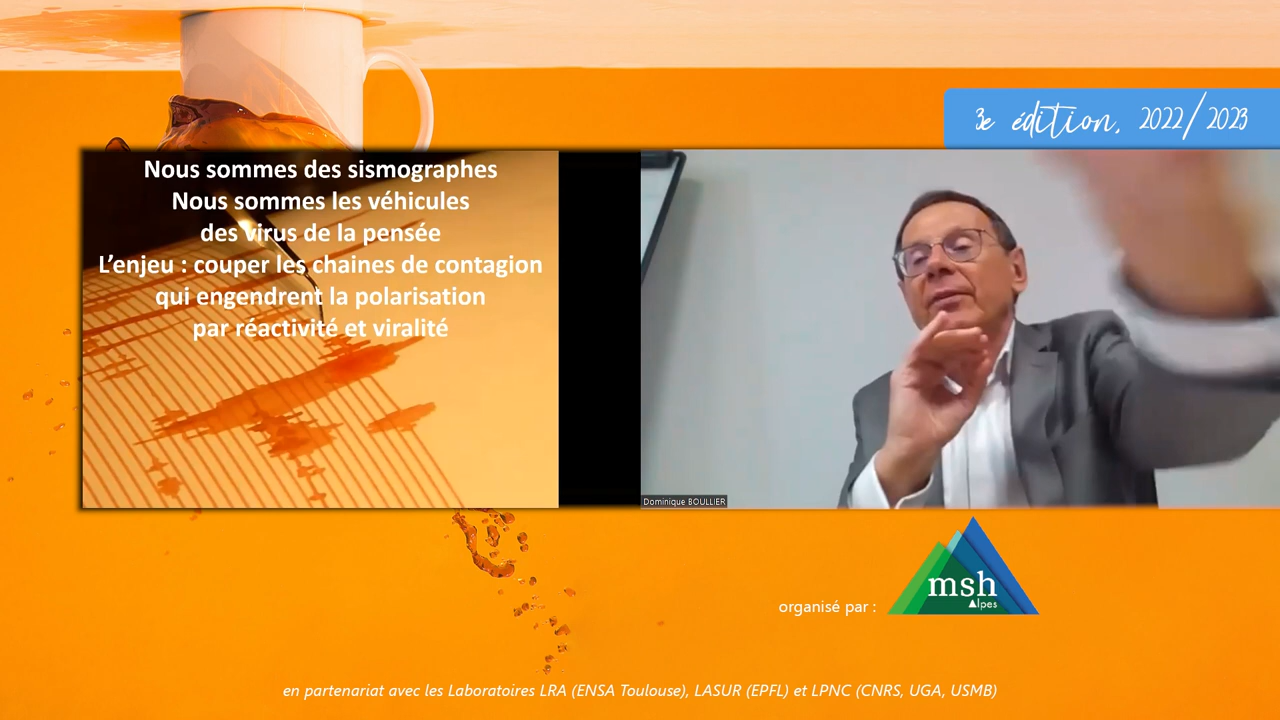 3e édition, 2022/2023
Nous sommes des sismographes
Nous sommes les véhicules
des virus de la pensée
L’enjeu : couper les chaines de contagion
qui engendrent la polarisation
par réactivité et viralité
Dominique BOULLIER
organisé par :
msh
Alpes
en partenariat avec les Laboratoires LRA (ENSA Toulouse), LASUR (EPFL) et LPNC (CNRS, UGA, USMB)